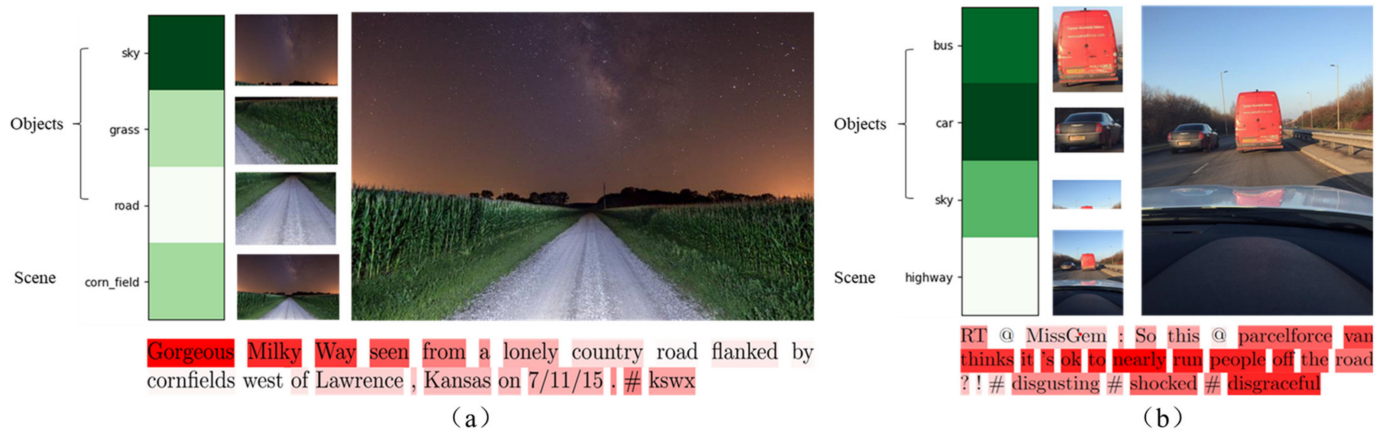 sky
grass
road
corn_field
Objects
Scene
Gorgeous Milky Way seen from a lonely country road flanked by
cornfields west of Lawrence , Kansas on 7/11/15 . # kswx
(a)
bus
car
sky
highway
Objects
Scene
RT @ MissGem : So this @ parcelforce van
thinks it 's ok to nearly run people off the road
? ! # disgusting # shocked # disgraceful
(b)